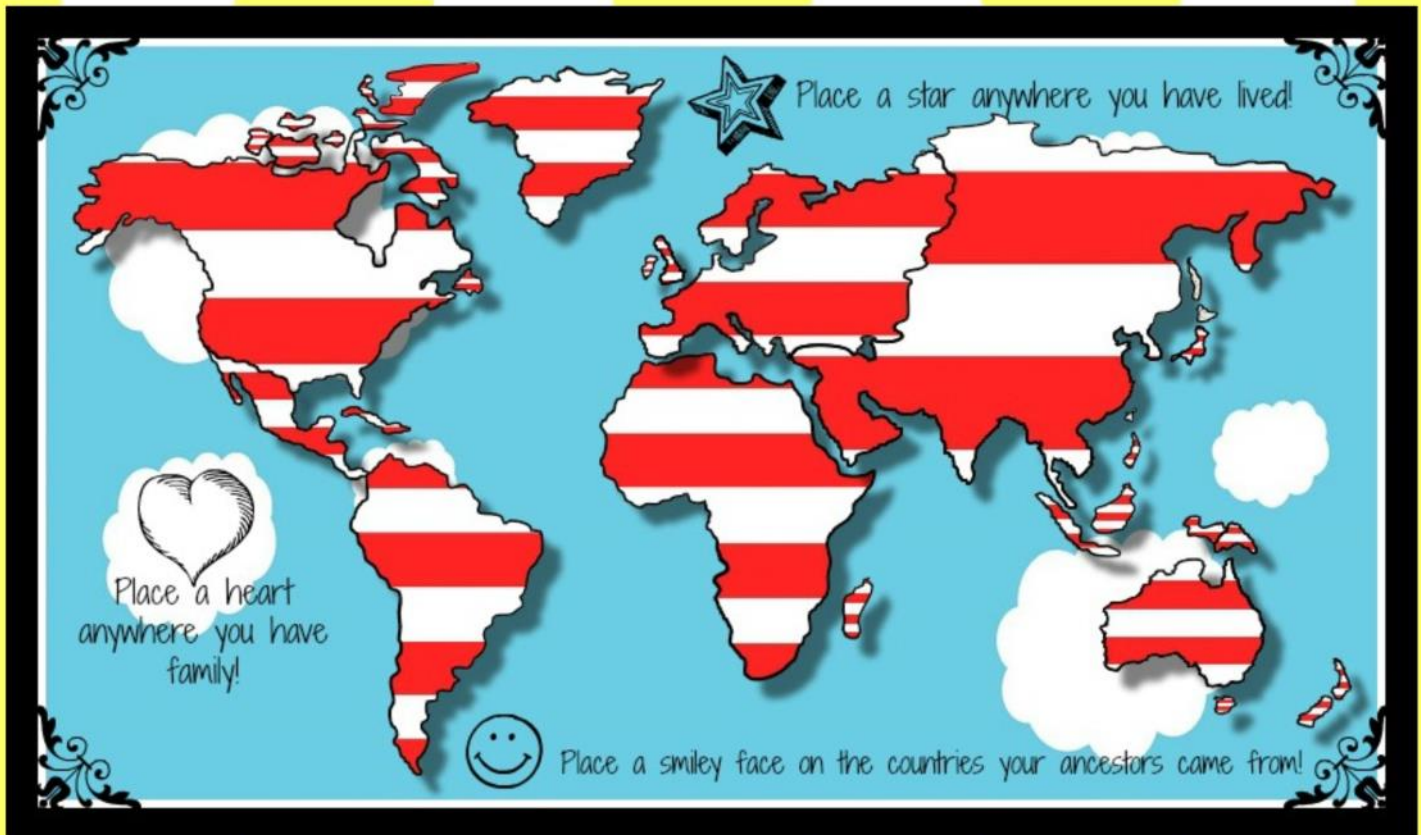 Place a star anywhere you have lived!
Place a heart
anywhere you have
family!
Place a smiley face on the countries your ancestors came from!